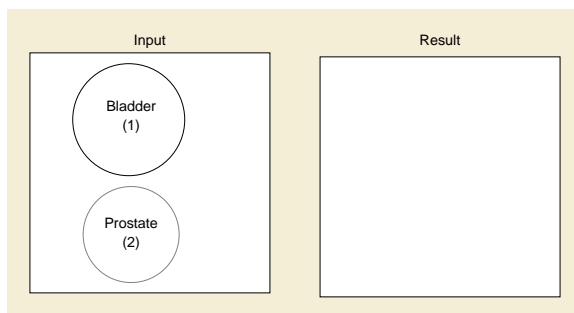 Input
Result
Bladder
(1)
Prostate
(2)